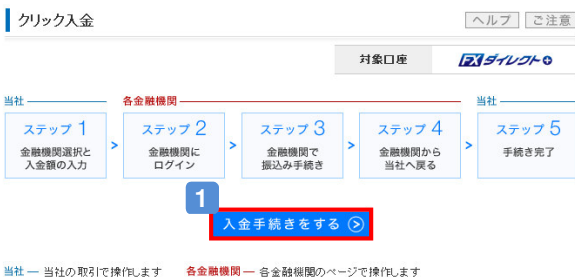 クリック入金
ヘルプ ご注意
対象口座 FXダイレクト+
当社 各金融機関 当社
ステップ 1 ステップ 2 ステップ 3 ステップ 4 ステップ 5
金融機関選択と 金融機関に 金融機関で 金融機関から 手続き完了
入金額の入力 ログイン 振込み手続き 当社へ戻る
1
入金手続きをする
当社 ― 当社の取引で操作します 各金融機関 ― 各金融機関のページで操作します